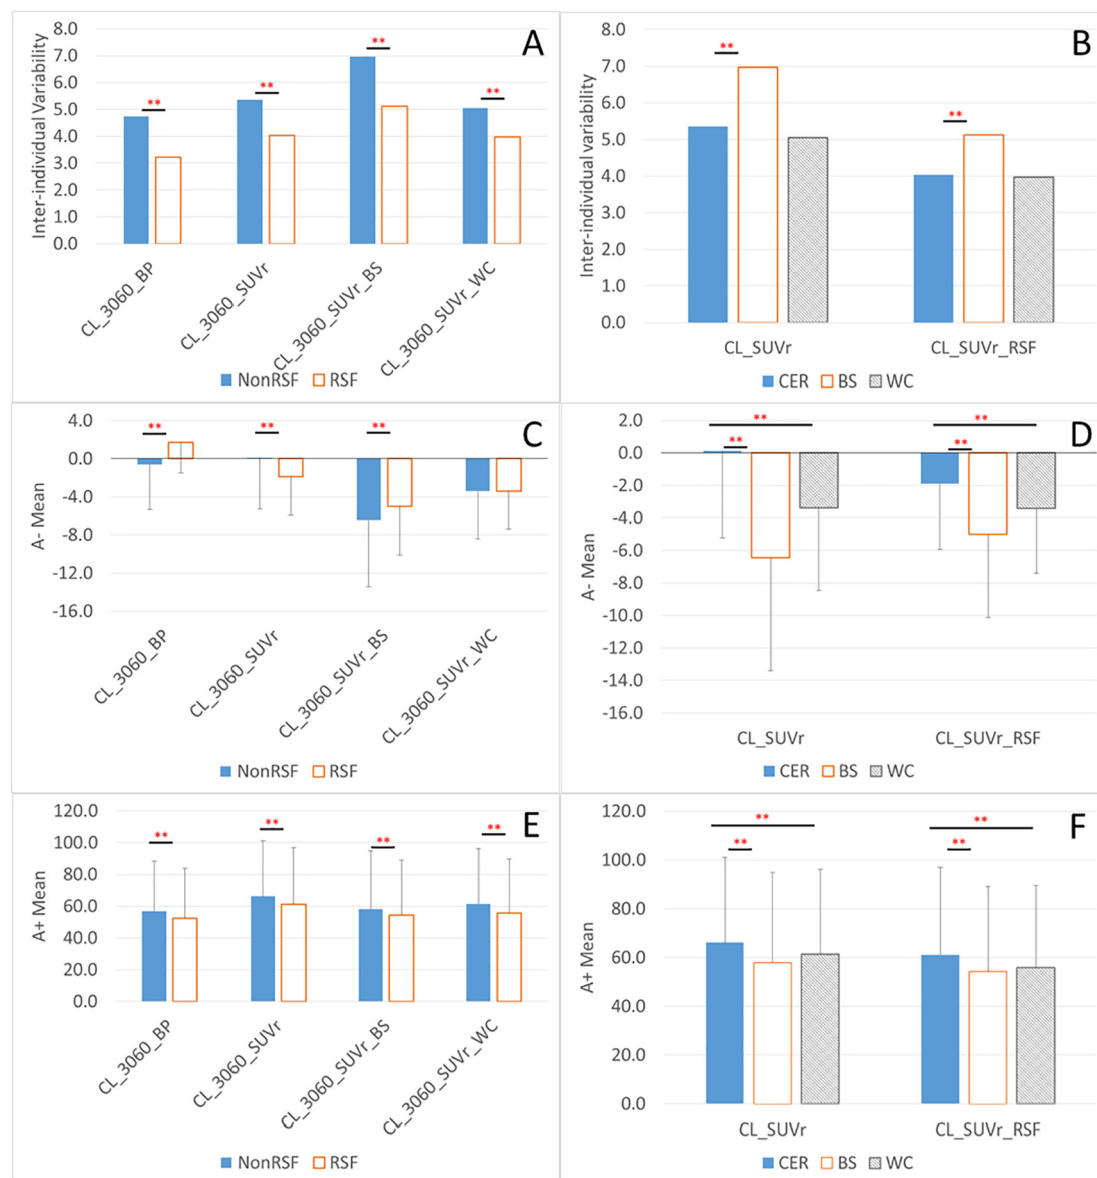 A
Inter-individual Variability
8.0
7.0
6.0
5.0
4.0
3.0
2.0
1.0
0.0
**
**
**
**
CL_3060_BP
CL_3060_SUVr
CL_3060_SUVr_BS
CL_3060_SUVr_WC
NonRSF RSF
B
Inter-individual variability
8.0
7.0
6.0
5.0
4.0
3.0
2.0
1.0
0.0
**
**
CL_SUVr CL_SUVr_RSF
CER BS WC
C
A- Mean
4.0
0.0
-4.0
-8.0
-12.0
-16.0
**
**
**
CL_3060_BP
CL_3060_SUVr
CL_3060_SUVr_BS
CL_3060_SUVr_WC
NonRSF RSF
D
A- Mean
2.0
0.0
-2.0
-4.0
-6.0
-8.0
-10.0
-12.0
-14.0
-16.0
**
**
**
**
CL_SUVr CL_SUVr_RSF
CER BS WC
E
A+ Mean
120.0
100.0
80.0
60.0
40.0
20.0
0.0
**
**
**
**
CL_3060_BP
CL_3060_SUVr
CL_3060_SUVr_BS
CL_3060_SUVr_WC
NonRSF RSF
F
A+ Mean
120.0
100.0
80.0
60.0
40.0
20.0
0.0
**
**
**
**
CL_SUVr CL_SUVr_RSF
CER BS WC